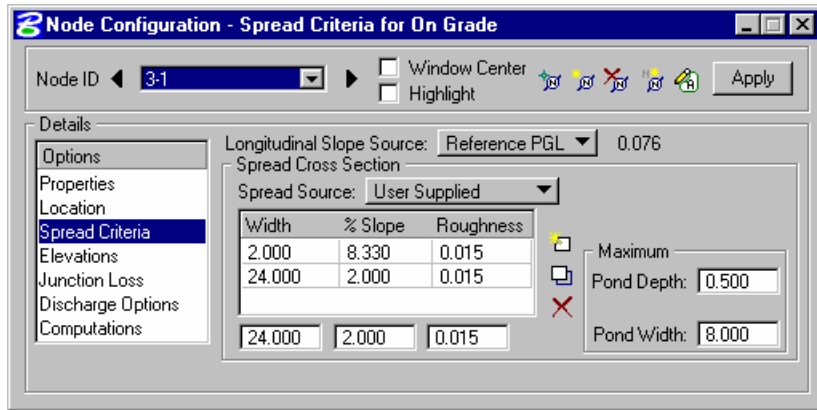 Node Configuration - Spread Criteria for On Grade
Node ID 3-1 Window Center Apply
Highlight
Details
Options
Properties
Location
Spread Criteria
Elevations
Junction Loss
Discharge Options
Computations
Longitudinal Slope Source: Reference PGL 0.076
Spread Cross Section
Spread Source: User Supplied
Width % Slope Roughness
2.000 8.330 0.015
24.000 2.000 0.015
24.000 2.000 0.015
Maximum
Pond Depth: 0.500
Pond Width: 8.000